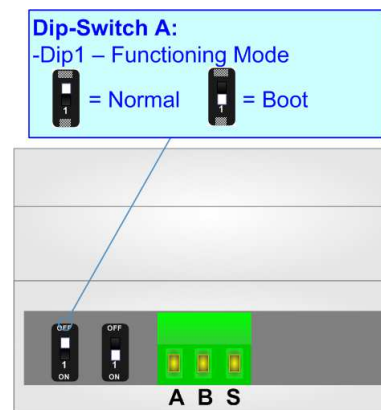 Dip-Switch A:
-Dip1 – Functioning Mode
1 = Normal 1 = Boot
OFF OFF
1 1
ON ON
A B S